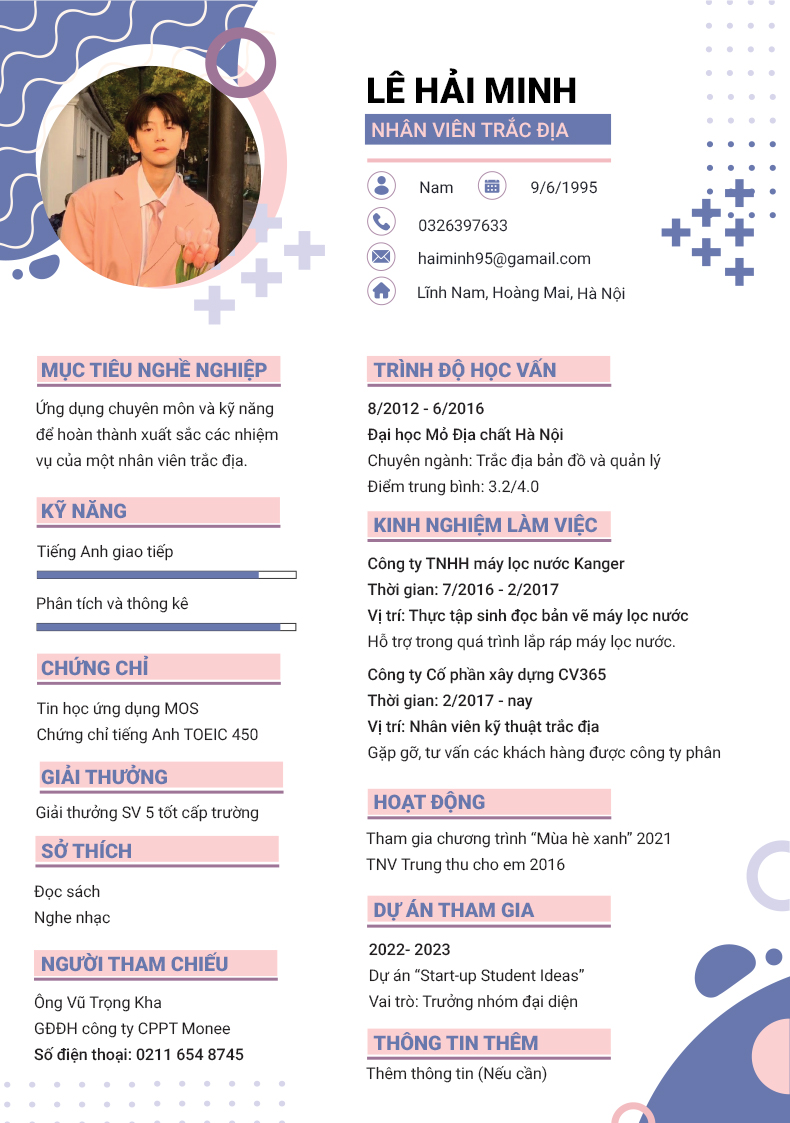 LÊ HẢI MINH
NHÂN VIÊN TRẮC ĐỊA
Nam 9/6/1995
0326397633
haiminh95@gamail.com
Lĩnh Nam, Hoàng Mai, Hà Nội
MỤC TIÊU NGHỀ NGHIỆP
Ứng dụng chuyên môn và kỹ năng
để hoàn thành xuất sắc các nhiệm
vụ của một nhân viên trắc địa.
KỸ NĂNG
Tiếng Anh giao tiếp
Phân tích và thông kê
CHỨNG CHỈ
Tin học ứng dụng MOS
Chứng chỉ tiếng Anh TOEIC 450
GIẢI THƯỞNG
Giải thưởng SV 5 tốt cấp trường
SỞ THÍCH
Đọc sách
Nghe nhạc
NGƯỜI THAM CHIẾU
Ông Vũ Trọng Kha
GĐĐH công ty CPPT Monee
Số điện thoại: 0211 654 8745
TRÌNH ĐỘ HỌC VẤN
8/2012 - 6/2016
Đại học Mỏ Địa chất Hà Nội
Chuyên ngành: Trắc địa bản đồ và quản lý
Điểm trung bình: 3.2/4.0
KINH NGHIỆM LÀM VIỆC
Công ty TNHH máy lọc nước Kanger
Thời gian: 7/2016 - 2/2017
Vị trí: Thực tập sinh đọc bản vẽ máy lọc nước
Hỗ trợ trong quá trình lắp ráp máy lọc nước.
Công ty Cố phần xây dựng CV365
Thời gian: 2/2017 - nay
Vị trí: Nhân viên kỹ thuật trắc địa
Gặp gỡ, tư vấn các khách hàng được công ty phân
HOẠT ĐỘNG
Tham gia chương trình “Mùa hè xanh” 2021
TNV Trung thu cho em 2016
DỰ ÁN THAM GIA
2022- 2023
Dự án “Start-up Student Ideas”
Vai trò: Trưởng nhóm đại diện
THÔNG TIN THÊM
Thêm thông tin (Nếu cần)